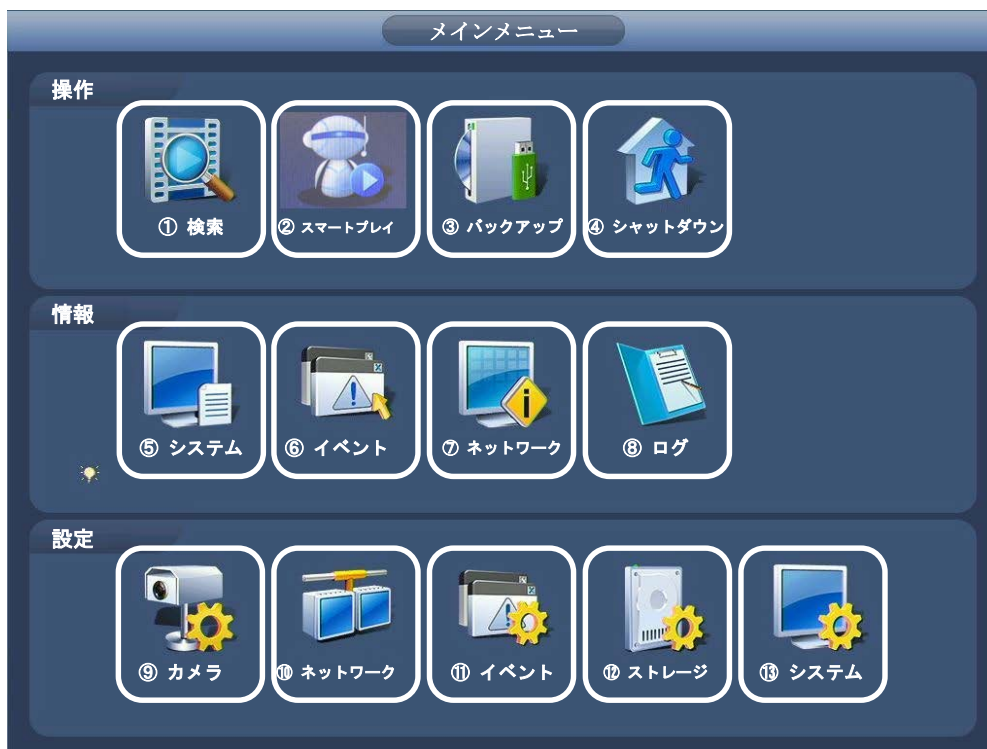 メインメニュー
操作
① 検索
② スマートプレイ
③ バックアップ
④ シャットダウン
情報
⑤ システム
⑥ イベント
⑦ ネットワーク
⑧ ログ
設定
⑨ カメラ
⑩ ネットワーク
⑪ イベント
⑫ ストレージ
⑬ システム